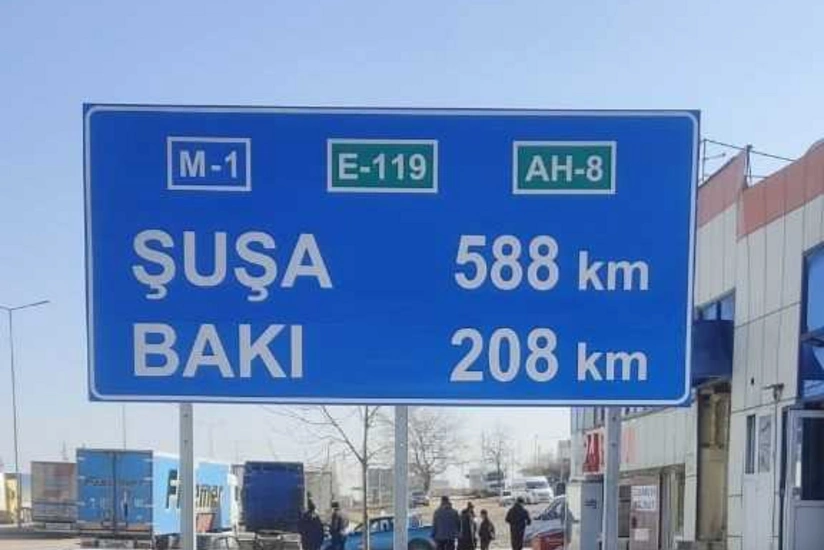 M-1 E-119 AH-8
ŞUŞA 588 km
BAKI 208 km